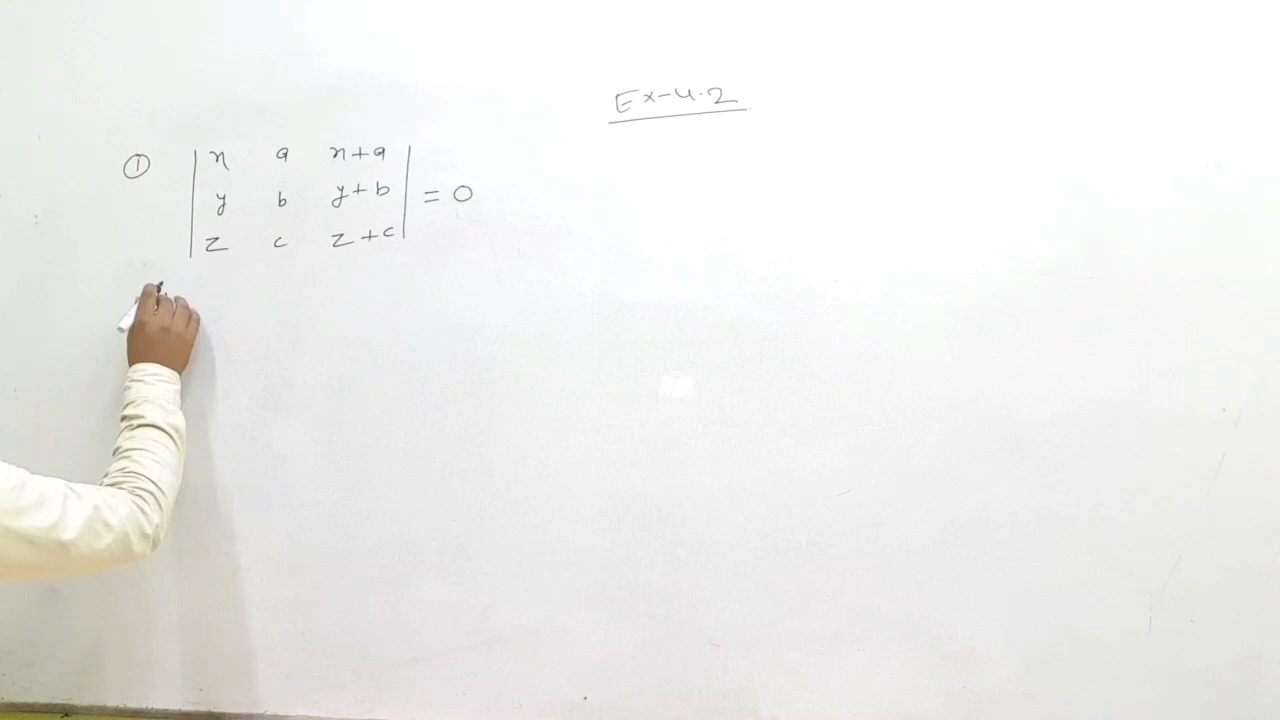 Ex-4.2
① | x a x+a |
| y b y+b | = 0
| z c z+c |